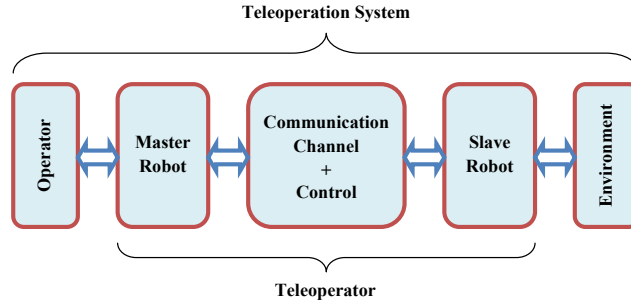 Teleoperation System
Operator
Master
Robot
Communication
Channel
+
Control
Slave
Robot
Environment
Teleoperator